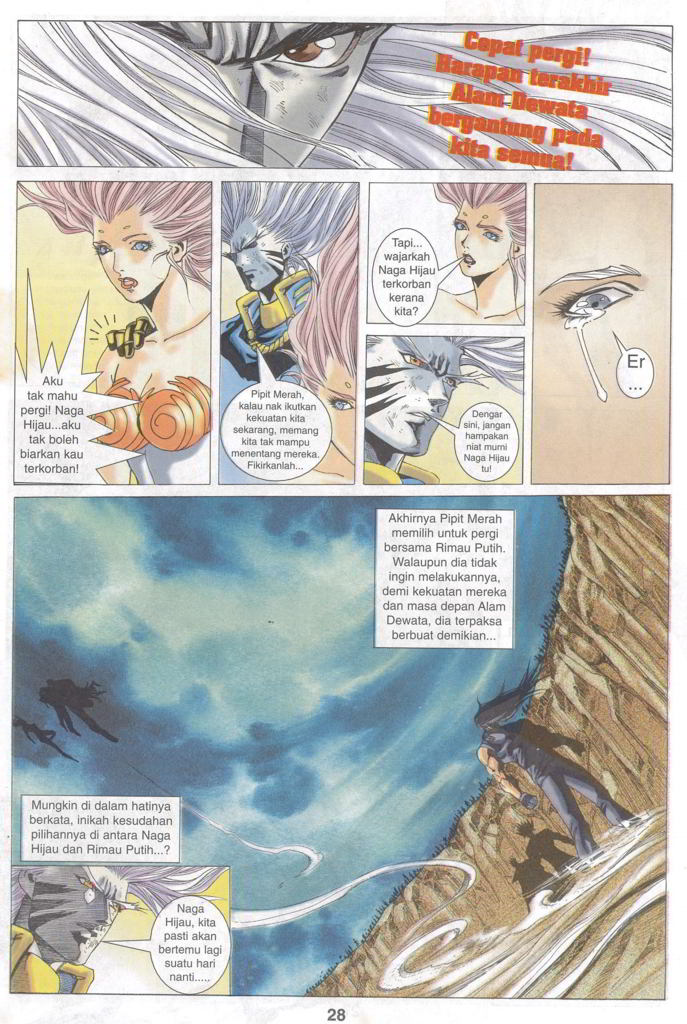 Cepat pergi!
Harapan terakhir
Alam Dewata
bergantung pada
kita semua!
Aku
tak mahu
pergi! Naga
Hijau...aku
tak boleh
biarkan kau
terkorban!
Pipit Merah,
kalau nak ikutkan
kekuatan kita
sekarang, memang
kita tak mampu
menentang mereka.
Fikirkanlah...
Tapi...
wajarkah
Naga Hijau
terkorban
kerana
kita?
Dengar
sini, jangan
hampakan
niat murni
Naga Hijau
tu!
Er
...
Akhirnya Pipit Merah
memilih untuk pergi
bersama Rimau Putih.
Walaupun dia tidak
ingin melakukannya,
demi kekuatan mereka
dan masa depan Alam
Dewata, dia terpaksa
berbuat demikian...
Mungkin di dalam hatinya
berkata, inikah kesudahan
pilihannya di antara Naga
Hijau dan Rimau Putih...?
Naga
Hijau, kita
pasti akan
bertemu lagi
suatu hari
nanti.....
28